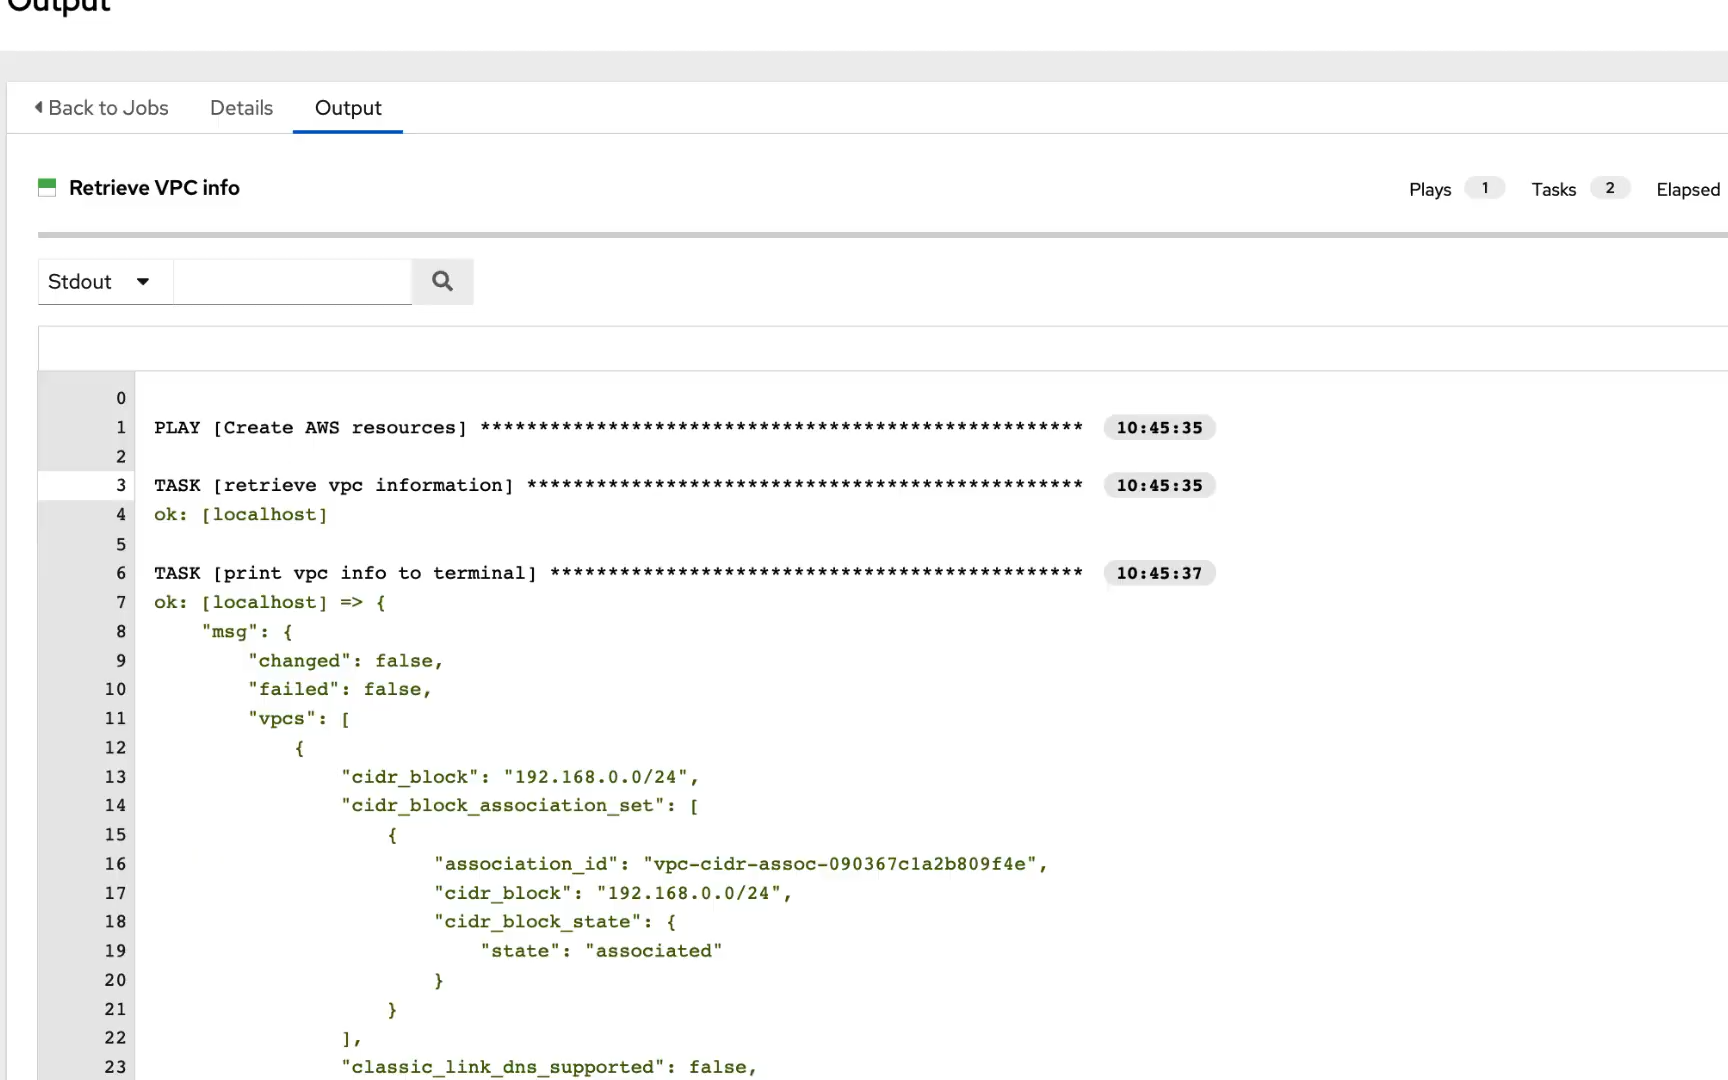 Output
Back to Jobs Details Output
Retrieve VPC info Plays 1 Tasks 2 Elapsed
Stdout
0
1 PLAY [Create AWS resources] **************************************************** 10:45:35
2
3 TASK [retrieve vpc information] ************************************************ 10:45:35
4 ok: [localhost]
5
6 TASK [print vpc info to terminal] ********************************************** 10:45:37
7 ok: [localhost] => {
8 "msg": {
9 "changed": false,
10 "failed": false,
11 "vpcs": [
12 {
13 "cidr_block": "192.168.0.0/24",
14 "cidr_block_association_set": [
15 {
16 "association_id": "vpc-cidr-assoc-090367c1a2b809f4e",
17 "cidr_block": "192.168.0.0/24",
18 "cidr_block_state": {
19 "state": "associated"
20 }
21 }
22 ],
23 "classic_link_dns_supported": false,